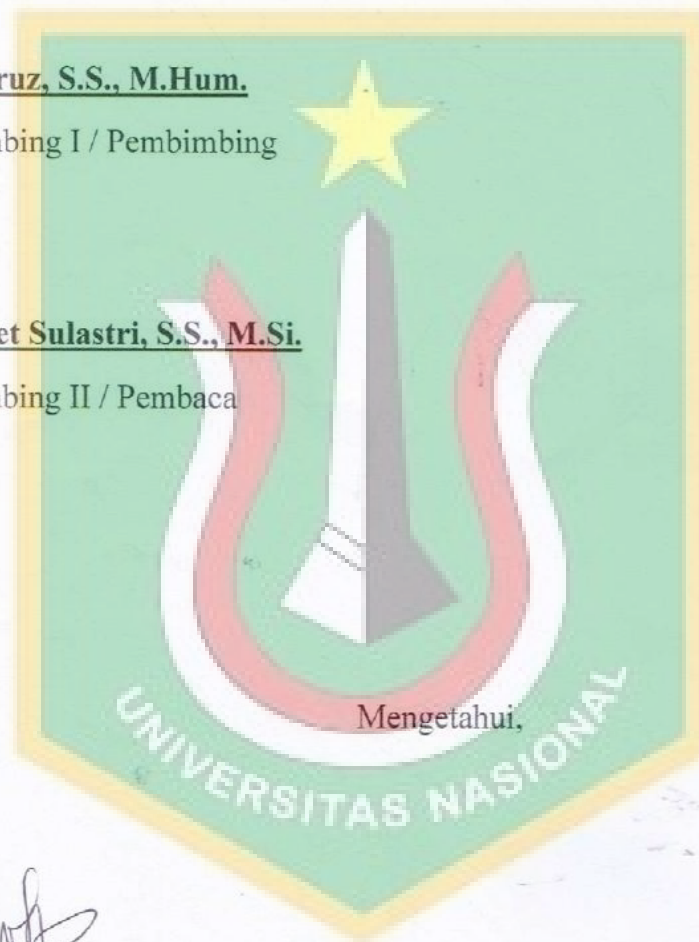 ruz, S.S., M.Hum.
bing I / Pembimbing
et Sulastri, S.S., M.Si.
bing II / Pembaca
Mengetahui,
UNIVERSITAS NASIONAL